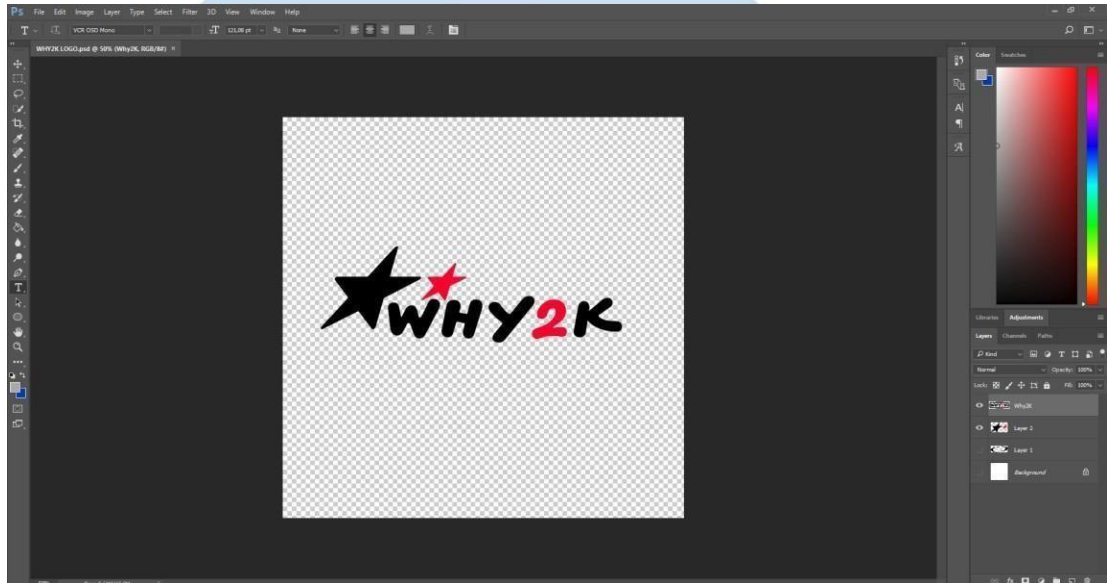 Ps File Edit Image Layer Type Select Filter 3D View Window Help
T VCR OSD Mono None
WHY2K LOGO.psd @ 50% (Why2K, RGB/8#) ×
Color Swatches
WHY2K
Libraries Adjustments
Layers Channels Paths
Kind
Normal Opacity: 100%
Lock: Fill: 100%
Why2K
Layer 2
Layer 1
Background